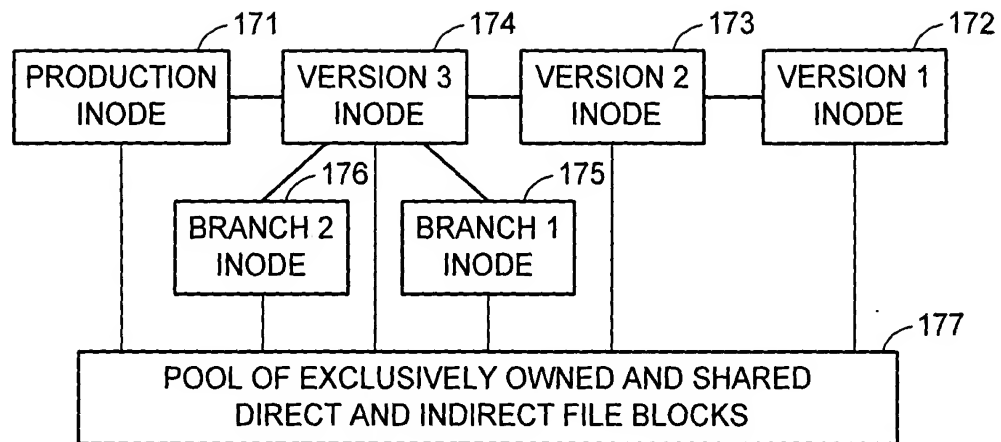 171
174
173
172
PRODUCTION
INODE
VERSION 3
INODE
VERSION 2
INODE
VERSION 1
INODE
176
175
BRANCH 2
INODE
BRANCH 1
INODE
177
POOL OF EXCLUSIVELY OWNED AND SHARED
DIRECT AND INDIRECT FILE BLOCKS